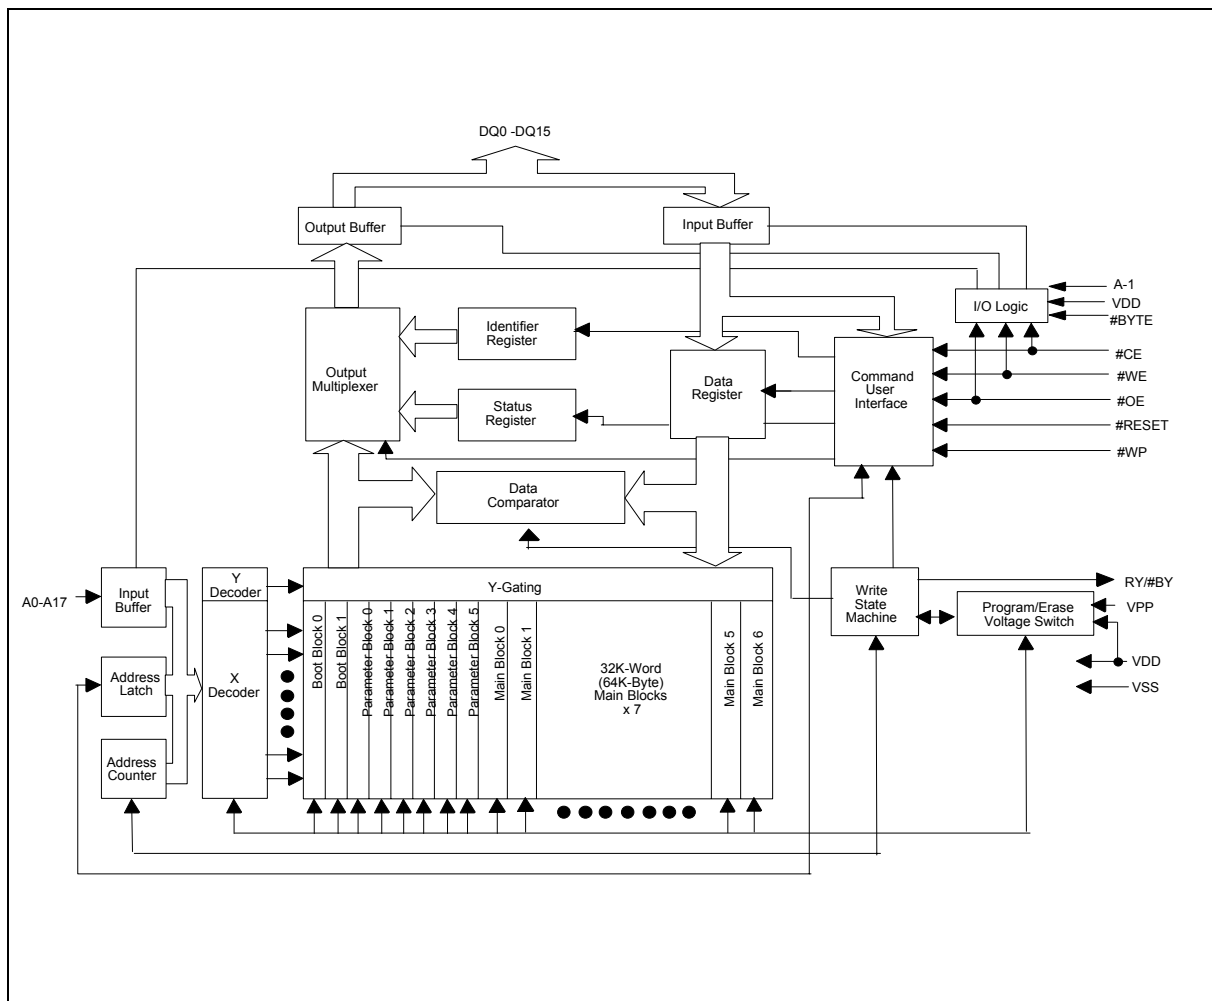 DQ0 -DQ15
Output Buffer
Input Buffer
A-1
I/O Logic
VDD
#BYTE
Identifier
Register
Output
Multiplexer
Data
Register
Command
User
Interface
#CE
#WE
#OE
#RESET
#WP
Status
Register
Data
Comparator
A0-A17
Input
Buffer
Y
Decoder
Y-Gating
Write
State
Machine
RY/#BY
Program/Erase
Voltage Switch
VPP
VDD
VSS
Address
Latch
X
Decoder
Boot Block 0
Boot Block 1
Parameter Block 0
Parameter Block 1
Parameter Block 2
Parameter Block 3
Parameter Block 4
Parameter Block 5
Main Block 0
Main Block 1
32K-Word
(64K-Byte)
Main Blocks
x 7
Main Block 5
Main Block 6
Address
Counter